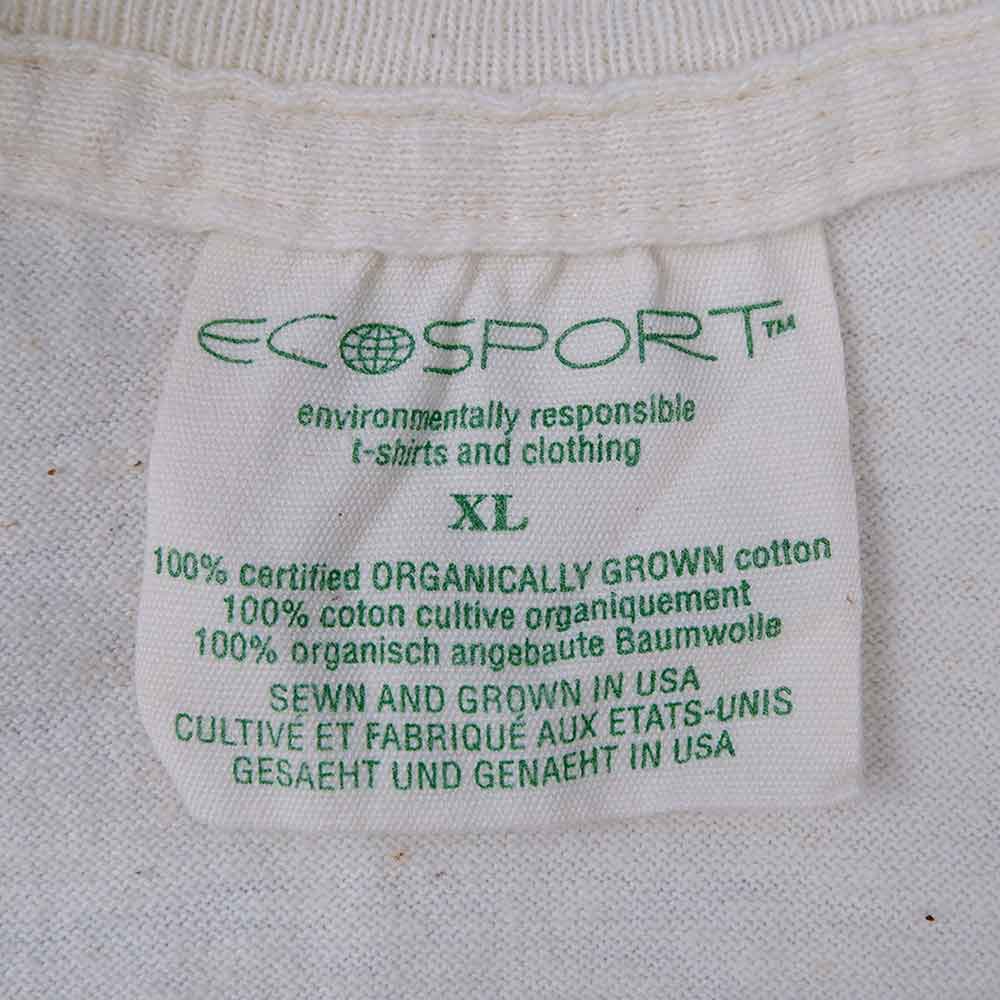 ECOSPORT™
environmentally responsible
t-shirts and clothing
XL
100% certified ORGANICALLY GROWN cotton
100% coton cultive organiquement
100% organisch angebaute Baumwolle
SEWN AND GROWN IN USA
CULTIVÉ ET FABRIQUÉ AUX ETATS-UNIS
GESAEHT UND GENAEHT IN USA